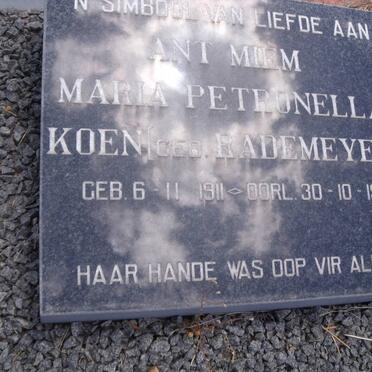 'N SIMBOOL VAN LIEFDE AAN
ANT MIEM
MARIA PETRONELLA
KOEN (GEB. RADEMEYE
GEB. 6-11 1911 OORL. 30-10-1
HAAR HANDE WAS OOP VIR AL